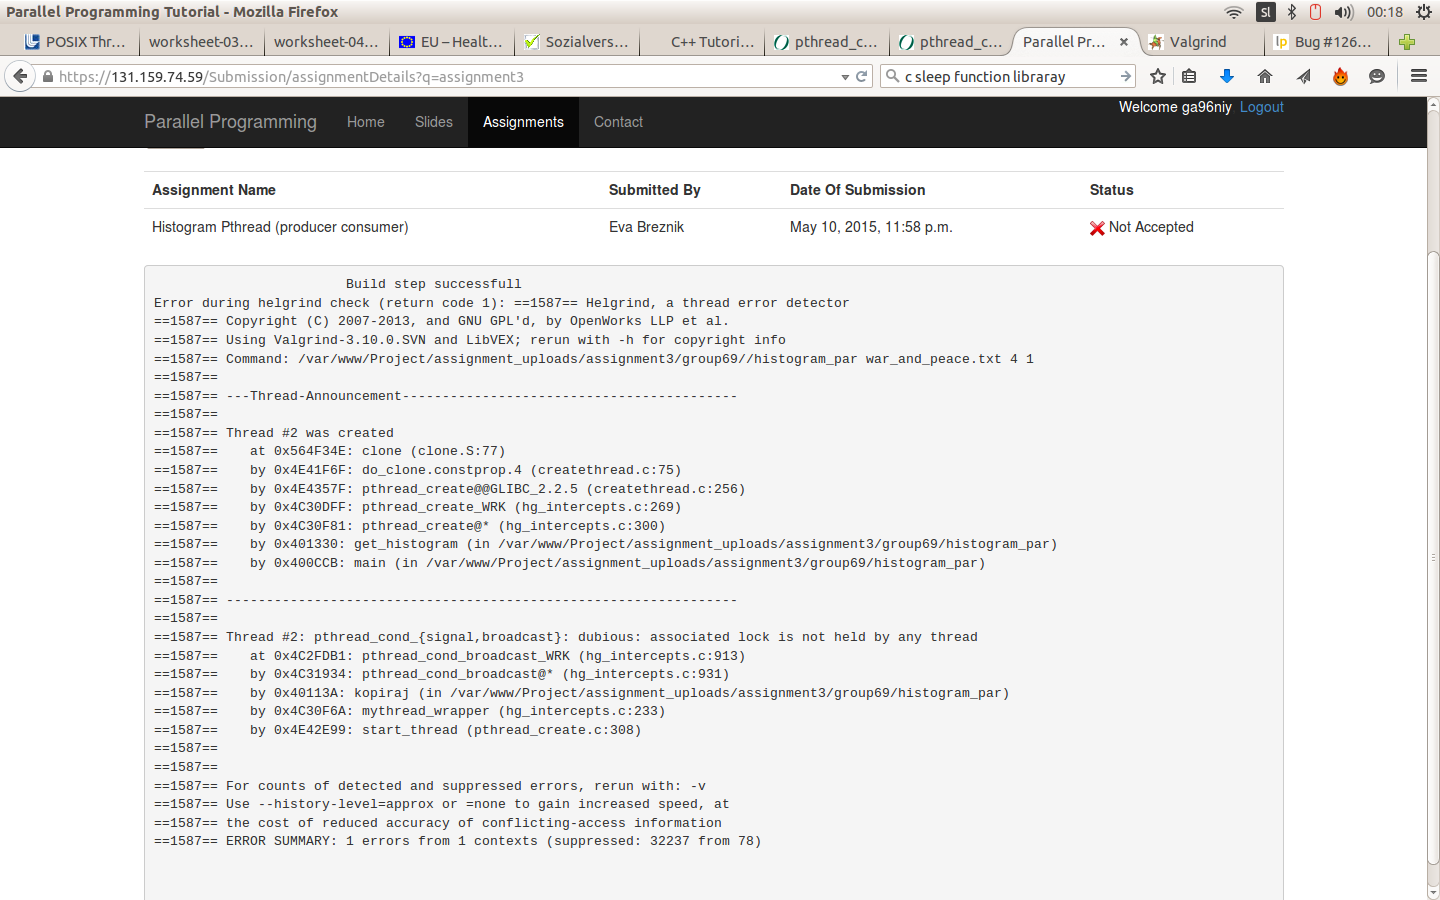 Parallel Programming Tutorial - Mozilla Firefox
Sl
00:18
POSIX Thr...
worksheet-03...
worksheet-04...
EU – Healt...
Sozialvers...
C++ Tutori...
pthread_c...
pthread_c...
Parallel Pr...
Valgrind
Bug #126...
https://131.159.74.59/Submission/assignmentDetails?q=assignment3
c sleep function libraray
Welcome ga96niy Logout
Parallel Programming Home Slides Assignments Contact
Assignment Name Submitted By Date Of Submission Status
Histogram Pthread (producer consumer) Eva Breznik May 10, 2015, 11:58 p.m. Not Accepted
Build step successfull
Error during helgrind check (return code 1): ==1587== Helgrind, a thread error detector
==1587== Copyright (C) 2007-2013, and GNU GPL'd, by OpenWorks LLP et al.
==1587== Using Valgrind-3.10.0.SVN and LibVEX; rerun with -h for copyright info
==1587== Command: /var/www/Project/assignment_uploads/assignment3/group69//histogram_par war_and_peace.txt 4 1
==1587==
==1587== ---Thread-Announcement------------------------------------------
==1587==
==1587== Thread #2 was created
==1587==    at 0x564F34E: clone (clone.S:77)
==1587==    by 0x4E41F6F: do_clone.constprop.4 (createthread.c:75)
==1587==    by 0x4E4357F: pthread_create@@GLIBC_2.2.5 (createthread.c:256)
==1587==    by 0x4C30DFF: pthread_create_WRK (hg_intercepts.c:269)
==1587==    by 0x4C30F81: pthread_create@* (hg_intercepts.c:300)
==1587==    by 0x401330: get_histogram (in /var/www/Project/assignment_uploads/assignment3/group69/histogram_par)
==1587==    by 0x400CCB: main (in /var/www/Project/assignment_uploads/assignment3/group69/histogram_par)
==1587==
==1587== ----------------------------------------------------------------
==1587==
==1587== Thread #2: pthread_cond_{signal,broadcast}: dubious: associated lock is not held by any thread
==1587==    at 0x4C2FDB1: pthread_cond_broadcast_WRK (hg_intercepts.c:913)
==1587==    by 0x4C31934: pthread_cond_broadcast@* (hg_intercepts.c:931)
==1587==    by 0x40113A: kopiraj (in /var/www/Project/assignment_uploads/assignment3/group69/histogram_par)
==1587==    by 0x4C30F6A: mythread_wrapper (hg_intercepts.c:233)
==1587==    by 0x4E42E99: start_thread (pthread_create.c:308)
==1587==
==1587==
==1587== For counts of detected and suppressed errors, rerun with: -v
==1587== Use --history-level=approx or =none to gain increased speed, at
==1587== the cost of reduced accuracy of conflicting-access information
==1587== ERROR SUMMARY: 1 errors from 1 contexts (suppressed: 32237 from 78)